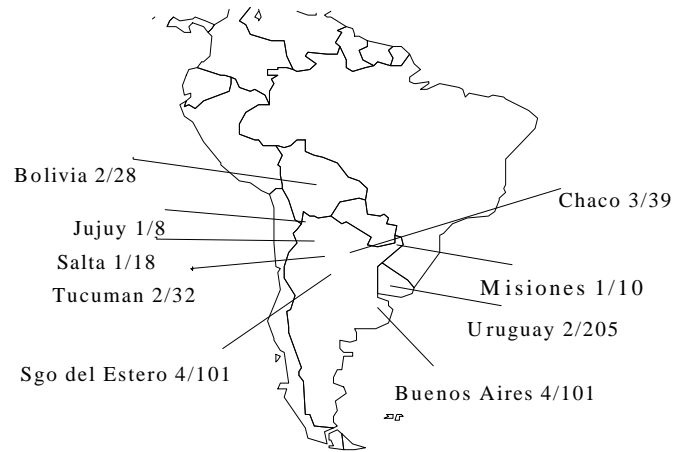 Bolivia 2/28
Chaco 3/39
Jujuy 1/8
Salta 1/18
Misiones 1/10
Tucuman 2/32
Uruguay 2/205
Sgo del Estero 4/101
Buenos Aires 4/101